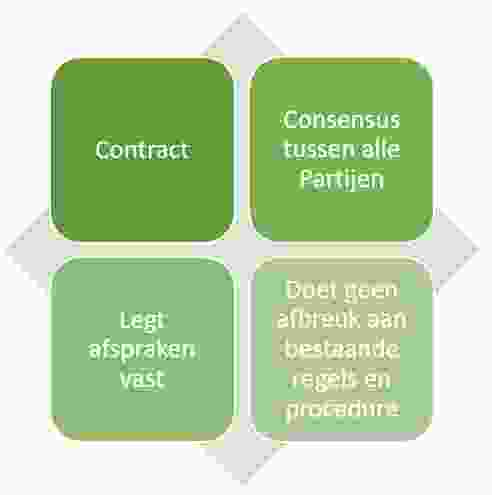 Contract
Consensus
tussen alle
Partijen
Legt
afspraken
vast
Doet geen
afbreuk aan
bestaande
regels en
procedure